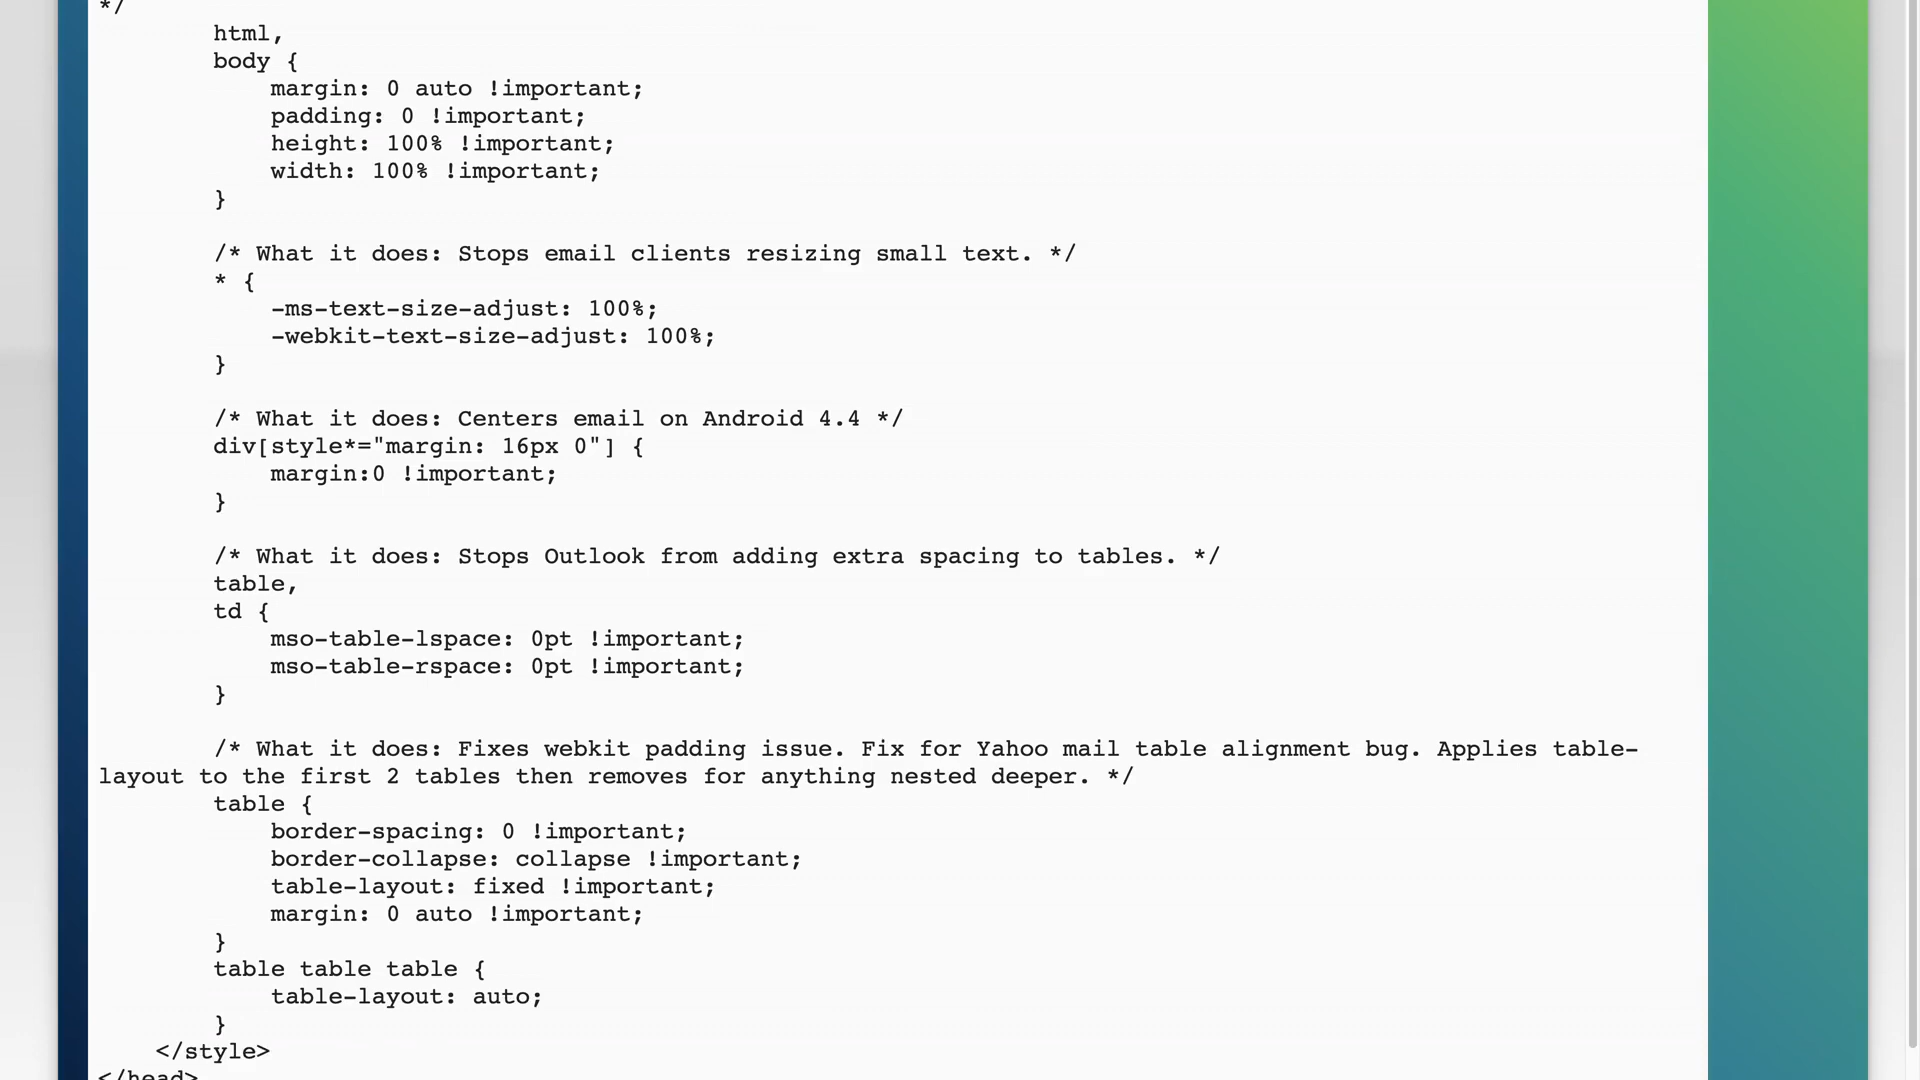 */
html,
body {
margin: 0 auto !important;
padding: 0 !important;
height: 100% !important;
width: 100% !important;
}
/* What it does: Stops email clients resizing small text. */
* {
-ms-text-size-adjust: 100%;
-webkit-text-size-adjust: 100%;
}
/* What it does: Centers email on Android 4.4 */
div[style*="margin: 16px 0"] {
margin:0 !important;
}
/* What it does: Stops Outlook from adding extra spacing to tables. */
table,
td {
mso-table-lspace: 0pt !important;
mso-table-rspace: 0pt !important;
}
/* What it does: Fixes webkit padding issue. Fix for Yahoo mail table alignment bug. Applies table-
layout to the first 2 tables then removes for anything nested deeper. */
table {
border-spacing: 0 !important;
border-collapse: collapse !important;
table-layout: fixed !important;
margin: 0 auto !important;
}
table table table {
table-layout: auto;
}
</style>
</head>